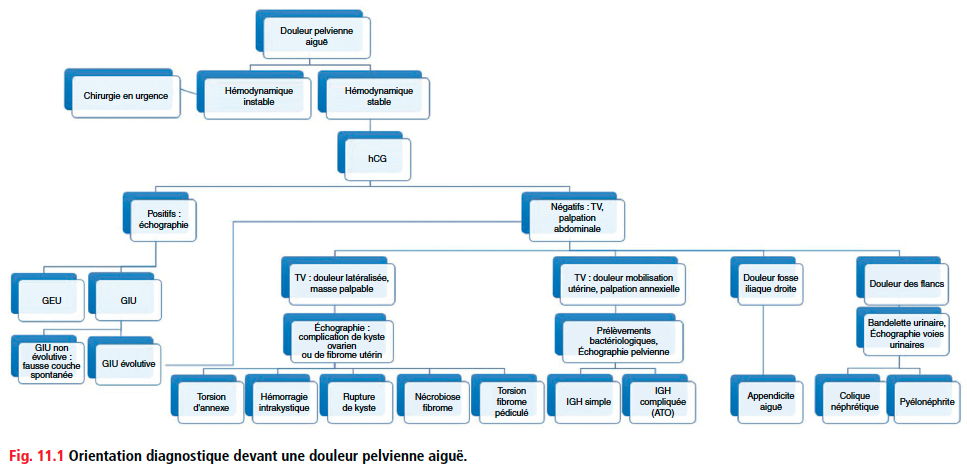 Douleur pelvienne
aiguë
Chirurgie en urgence
Hémodynamique
instable
Hémodynamique
stable
hCG
Positifs :
échographie
Négatifs : TV,
palpation
abdominale
GEU
GIU
TV : douleur latéralisée,
masse palpable
TV : douleur mobilisation
utérine, palpation annexielle
Douleur fosse
iliaque droite
Douleur des flancs
GIU non
évolutive :
fausse couche
spontanée
GIU évolutive
Échographie :
complication de kyste
ovarien
ou de fibrome utérin
Prélèvements
bactériologiques,
Échographie pelvienne
Bandelette urinaire,
Échographie voies
urinaires
Torsion
d'annexe
Hémorragie
intrakystique
Rupture
de kyste
Nécrobiose
fibrome
Torsion
fibrome
pédiculé
IGH simple
IGH
compliquée
(ATO)
Appendicite
aiguë
Colique
néphrétique
Pyélonéphrite
Fig. 11.1 Orientation diagnostique devant une douleur pelvienne aiguë.